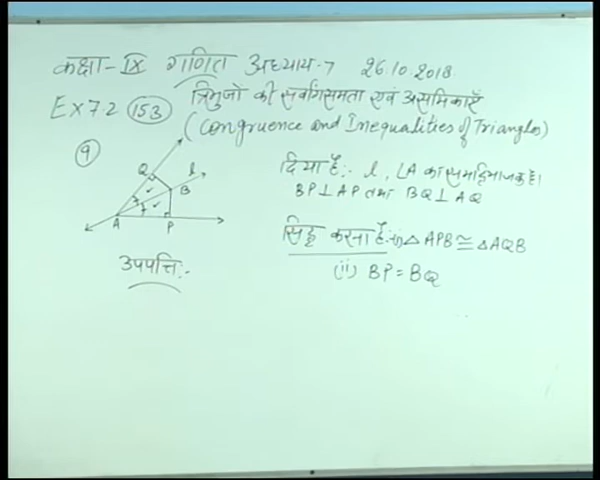 कक्षा-IX गणित अध्याय-7 26.10.2018
Ex 7.2 (153) त्रिभुजो की सर्वांगसमता एवं असमिकाएँ
(Congruence and Inequalities of Triangles)
(9)
दिया है:- l, LA का समद्विभाजक है।
BP⊥AP तथा BQ⊥AQ
Q l B A P
सिद्ध करना है:-(i) △APB ≅ △AQB
(ii) BP = BQ
उपपत्ति:-